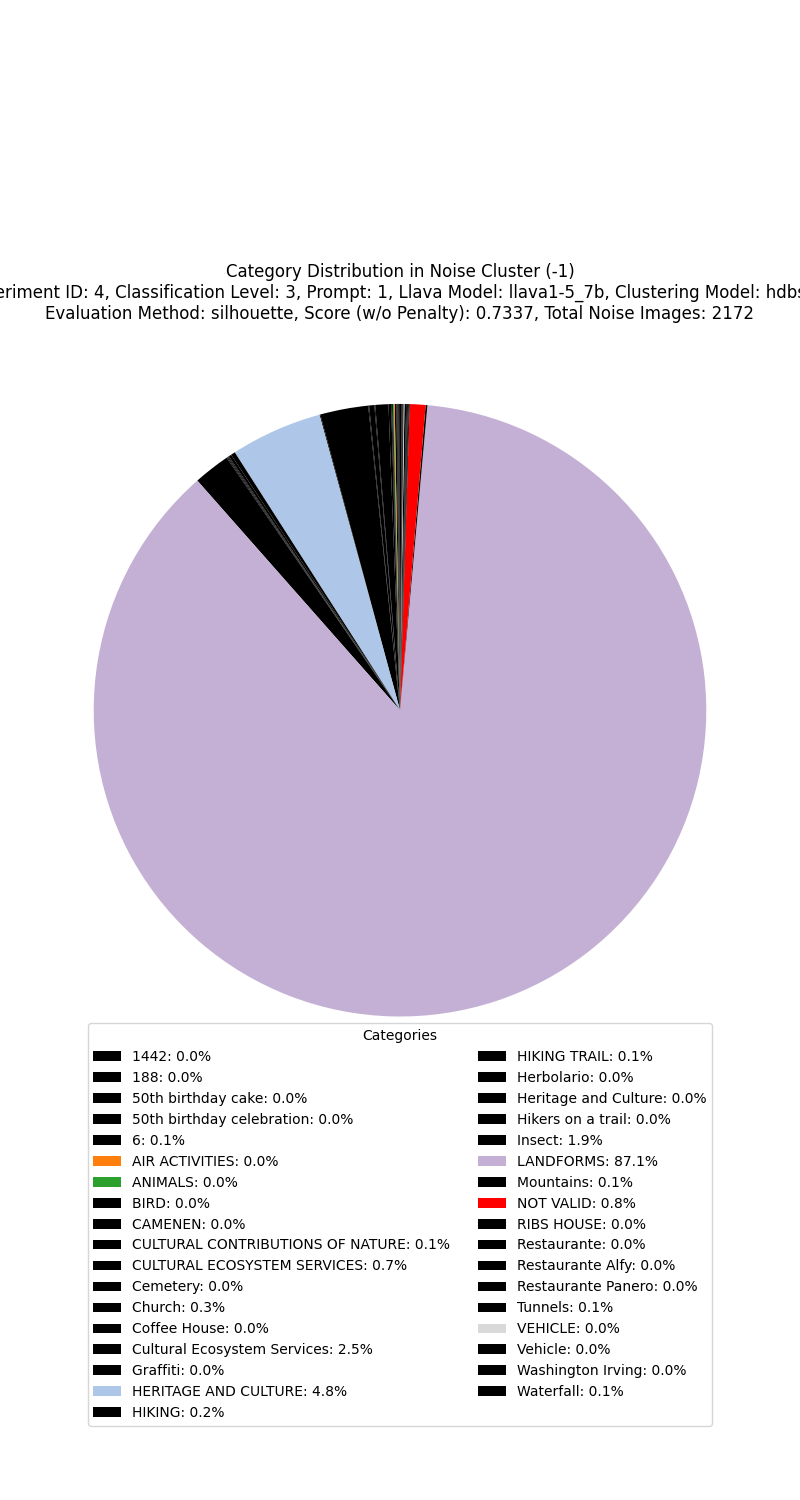 Category Distribution in Noise Cluster (-1)
eriment ID: 4, Classification Level: 3, Prompt: 1, Llava Model: llava1-5_7b, Clustering Model: hdbs
Evaluation Method: silhouette, Score (w/o Penalty): 0.7337, Total Noise Images: 2172
Categories
1442: 0.0%
188: 0.0%
50th birthday cake: 0.0%
50th birthday celebration: 0.0%
6: 0.1%
AIR ACTIVITIES: 0.0%
ANIMALS: 0.0%
BIRD: 0.0%
CAMENEN: 0.0%
CULTURAL CONTRIBUTIONS OF NATURE: 0.1%
CULTURAL ECOSYSTEM SERVICES: 0.7%
Cemetery: 0.0%
Church: 0.3%
Coffee House: 0.0%
Cultural Ecosystem Services: 2.5%
Graffiti: 0.0%
HERITAGE AND CULTURE: 4.8%
HIKING: 0.2%
HIKING TRAIL: 0.1%
Herbolario: 0.0%
Heritage and Culture: 0.0%
Hikers on a trail: 0.0%
Insect: 1.9%
LANDFORMS: 87.1%
Mountains: 0.1%
NOT VALID: 0.8%
RIBS HOUSE: 0.0%
Restaurante: 0.0%
Restaurante Alfy: 0.0%
Restaurante Panero: 0.0%
Tunnels: 0.1%
VEHICLE: 0.0%
Vehicle: 0.0%
Washington Irving: 0.0%
Waterfall: 0.1%